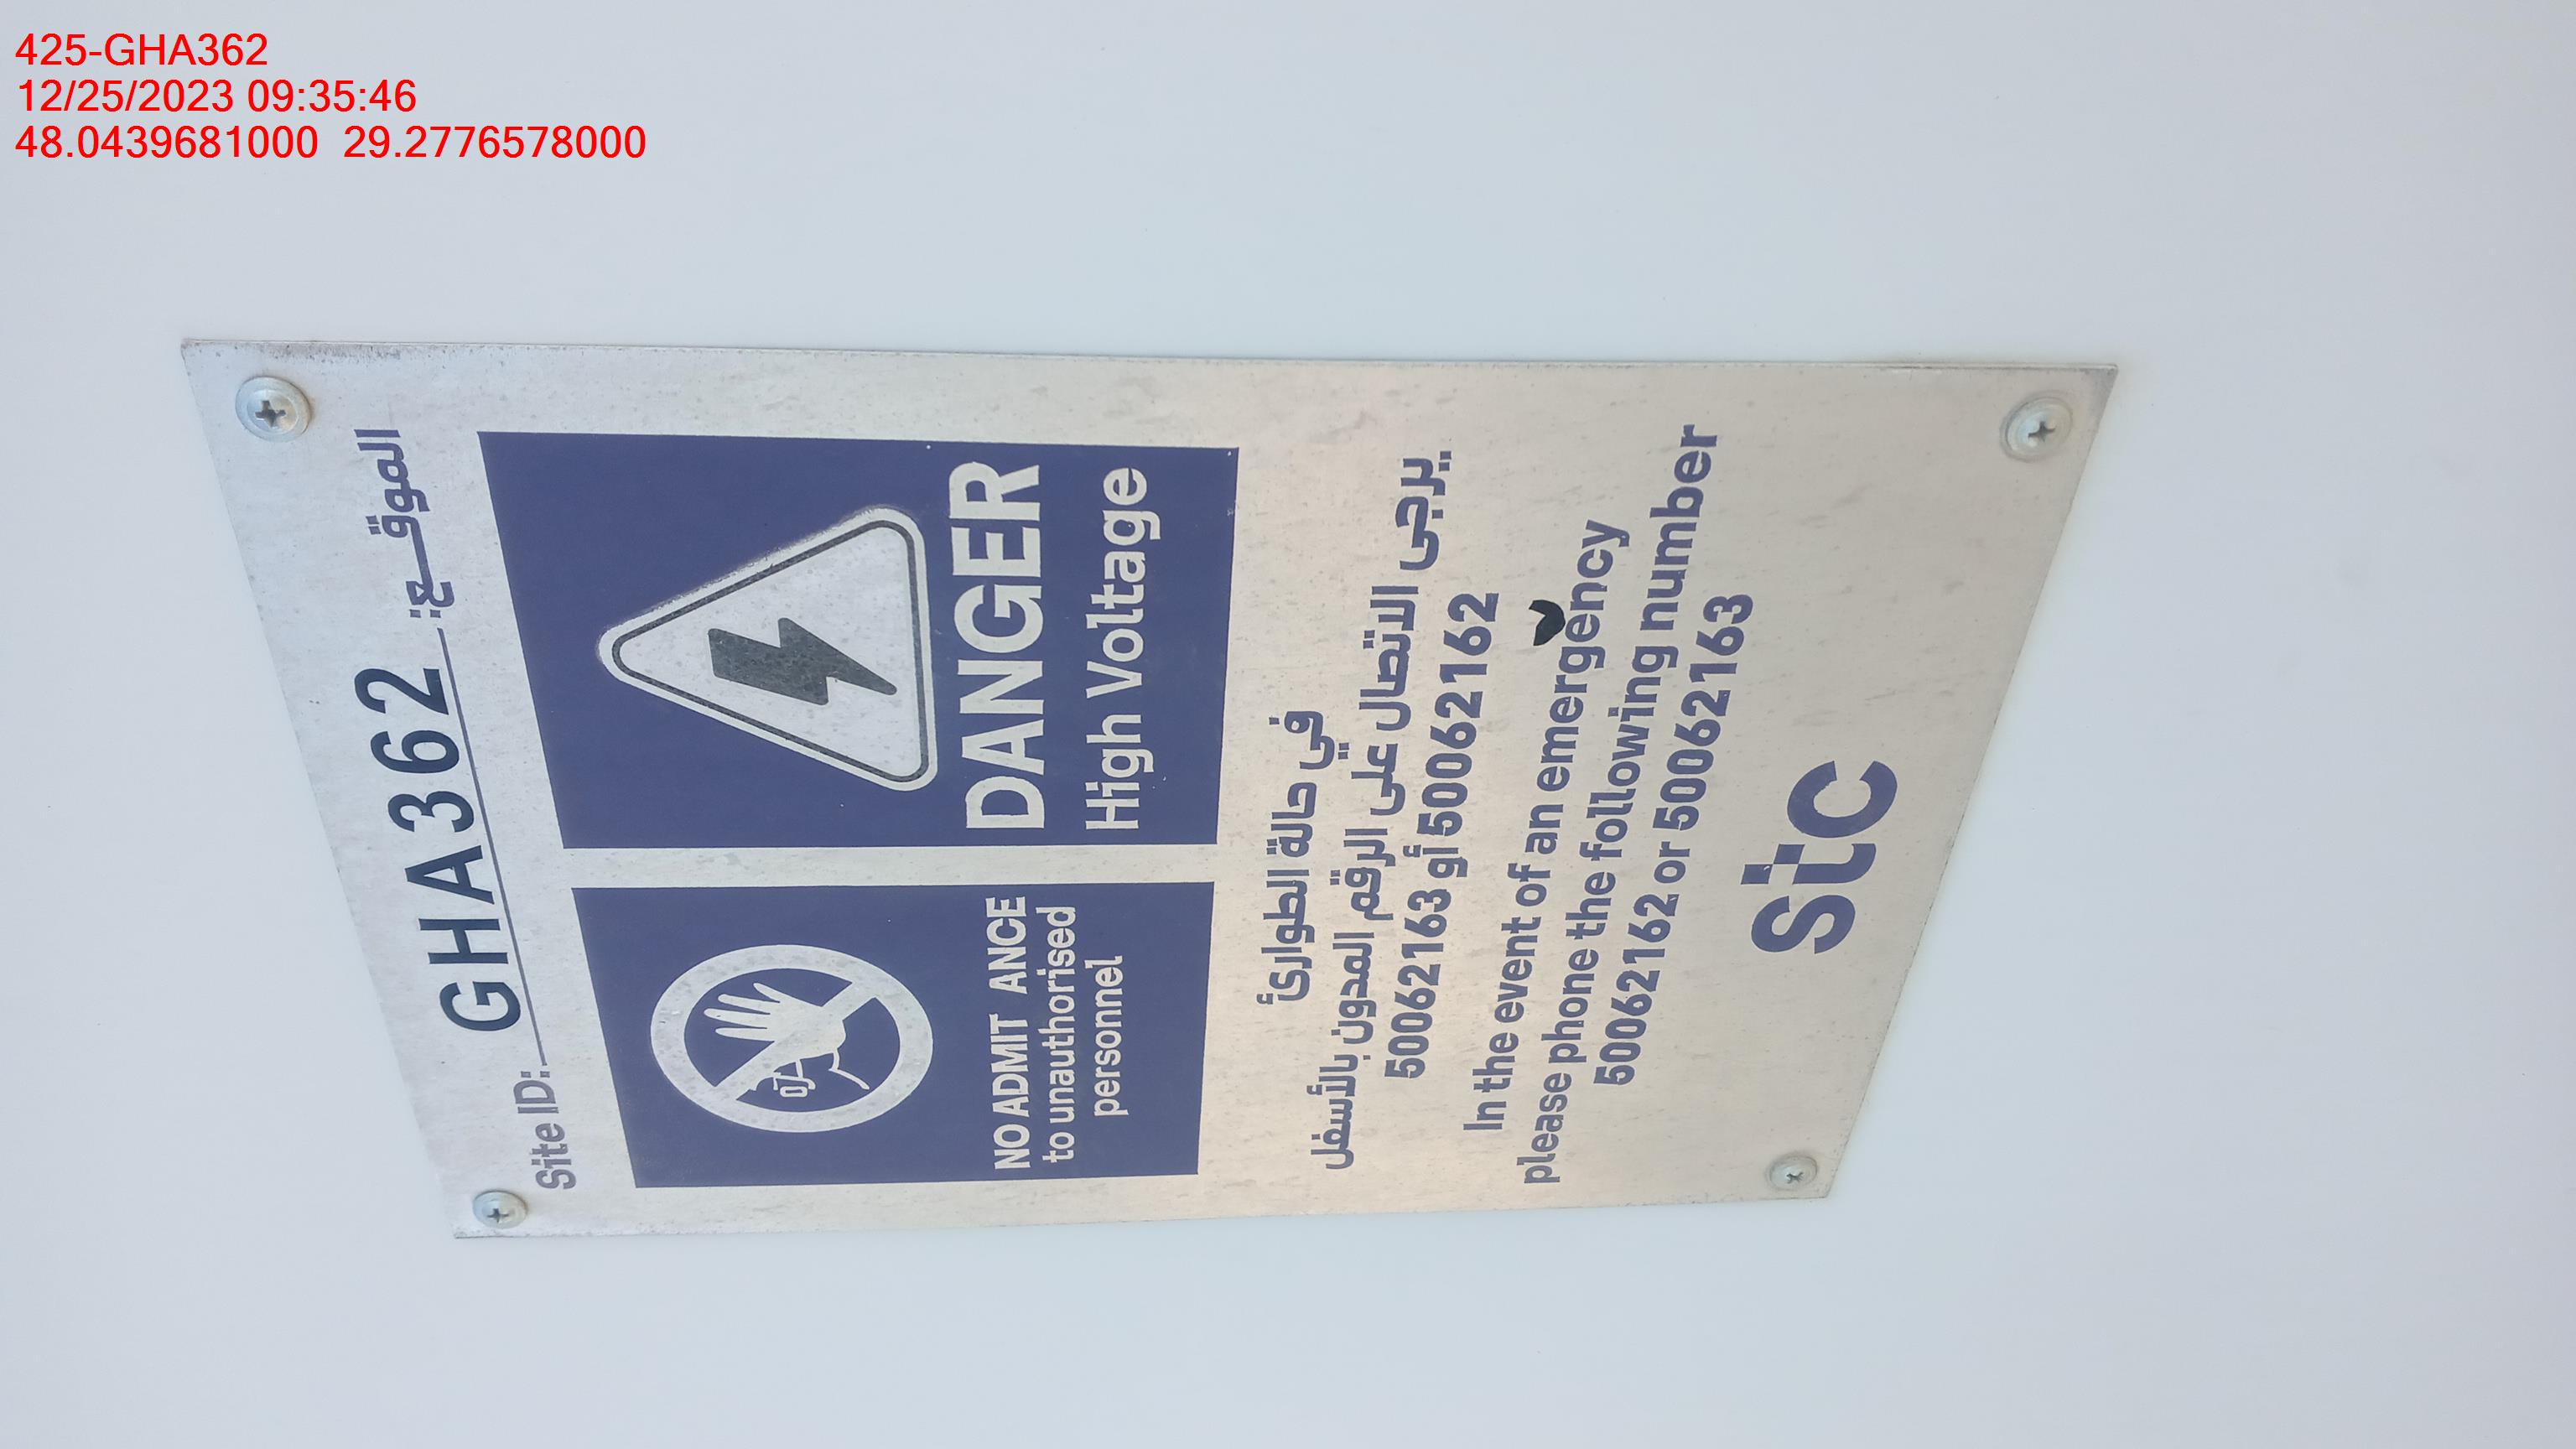 425-GHA362
12/25/2023 09:35:46
48.0439681000 29.2776578000
Site ID: GHA362 الموقع:
NO ADMIT ANCE
to unauthorised
personnel
DANGER
High Voltage
في حالة الطوارئ
يرجى الاتصال على الرقم المدون بالأسفل
50062163 أو 50062162
In the event of an emergency
please phone the following number
50062162 or 50062163
stc